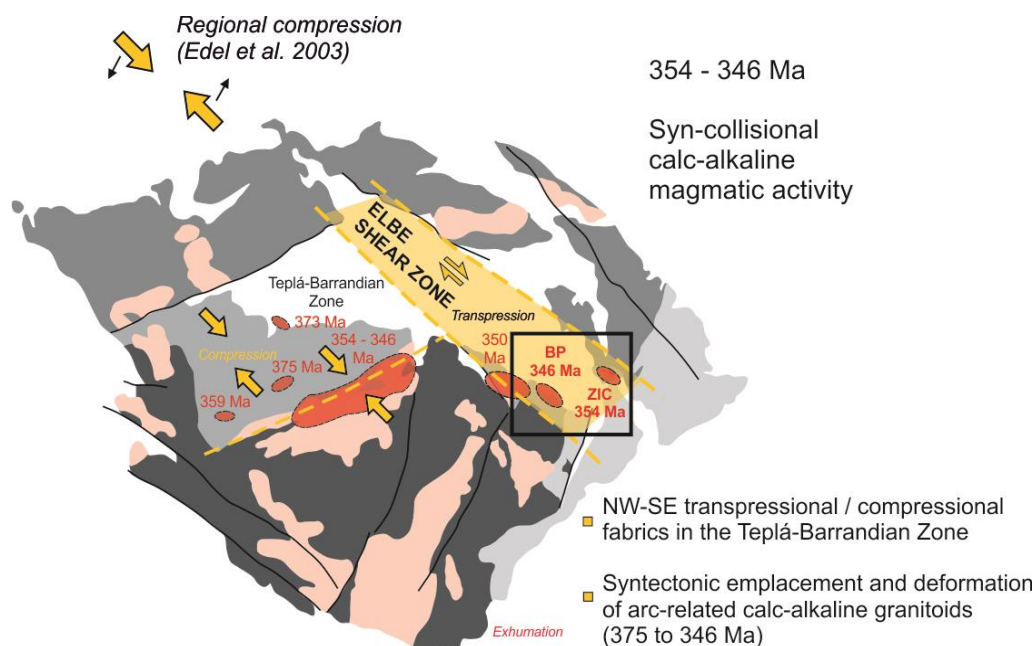 Regional compression
(Edel et al. 2003)
354 - 346 Ma
Syn-collisional
calc-alkaline
magmatic activity
ELBE
SHEAR ZONE
Transpression
Teplá-Barrandian
Zone
373 Ma
354 - 346
Ma
Compression
375 Ma
359 Ma
350
Ma
BP
346 Ma
ZIC
354 Ma
NW-SE transpressional / compressional
fabrics in the Teplá-Barrandian Zone
Syntectonic emplacement and deformation
of arc-related calc-alkaline granitoids
(375 to 346 Ma)
Exhumation